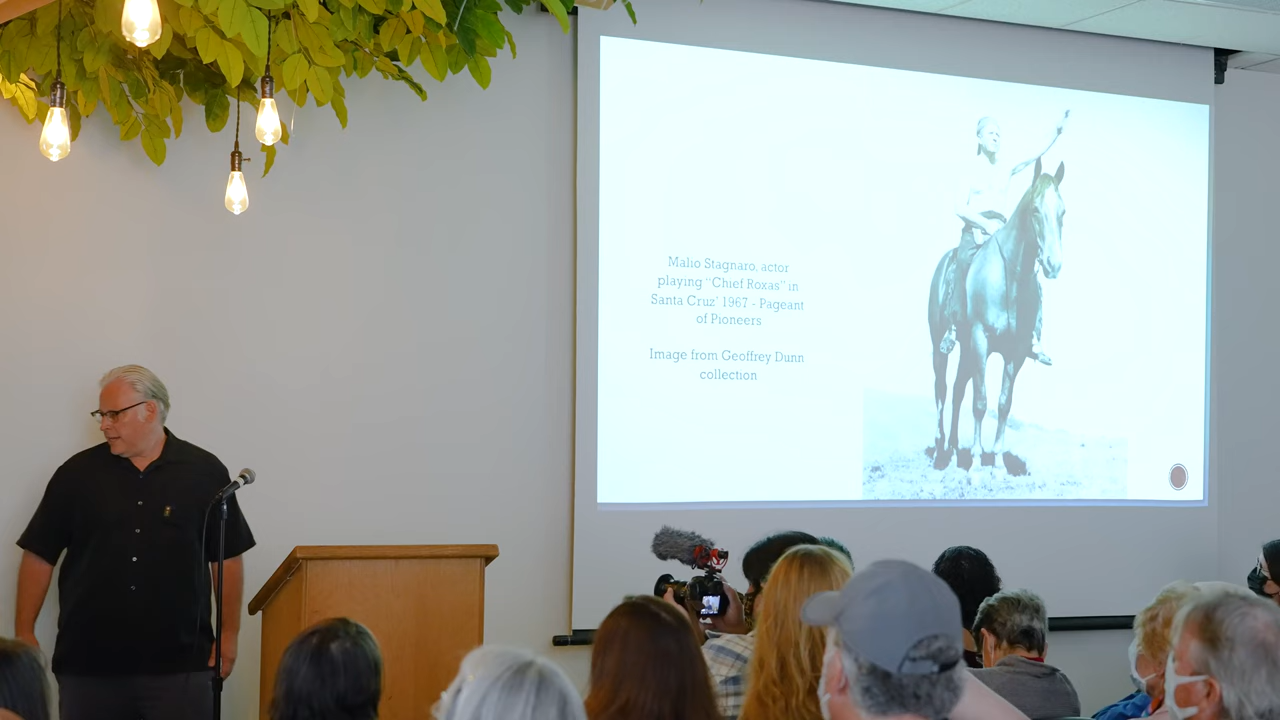 Malio Stagnaro, actor
playing "Chief Roxas" in
Santa Cruz' 1967 - Pageant
of Pioneers
Image from Geoffrey Dunn
collection